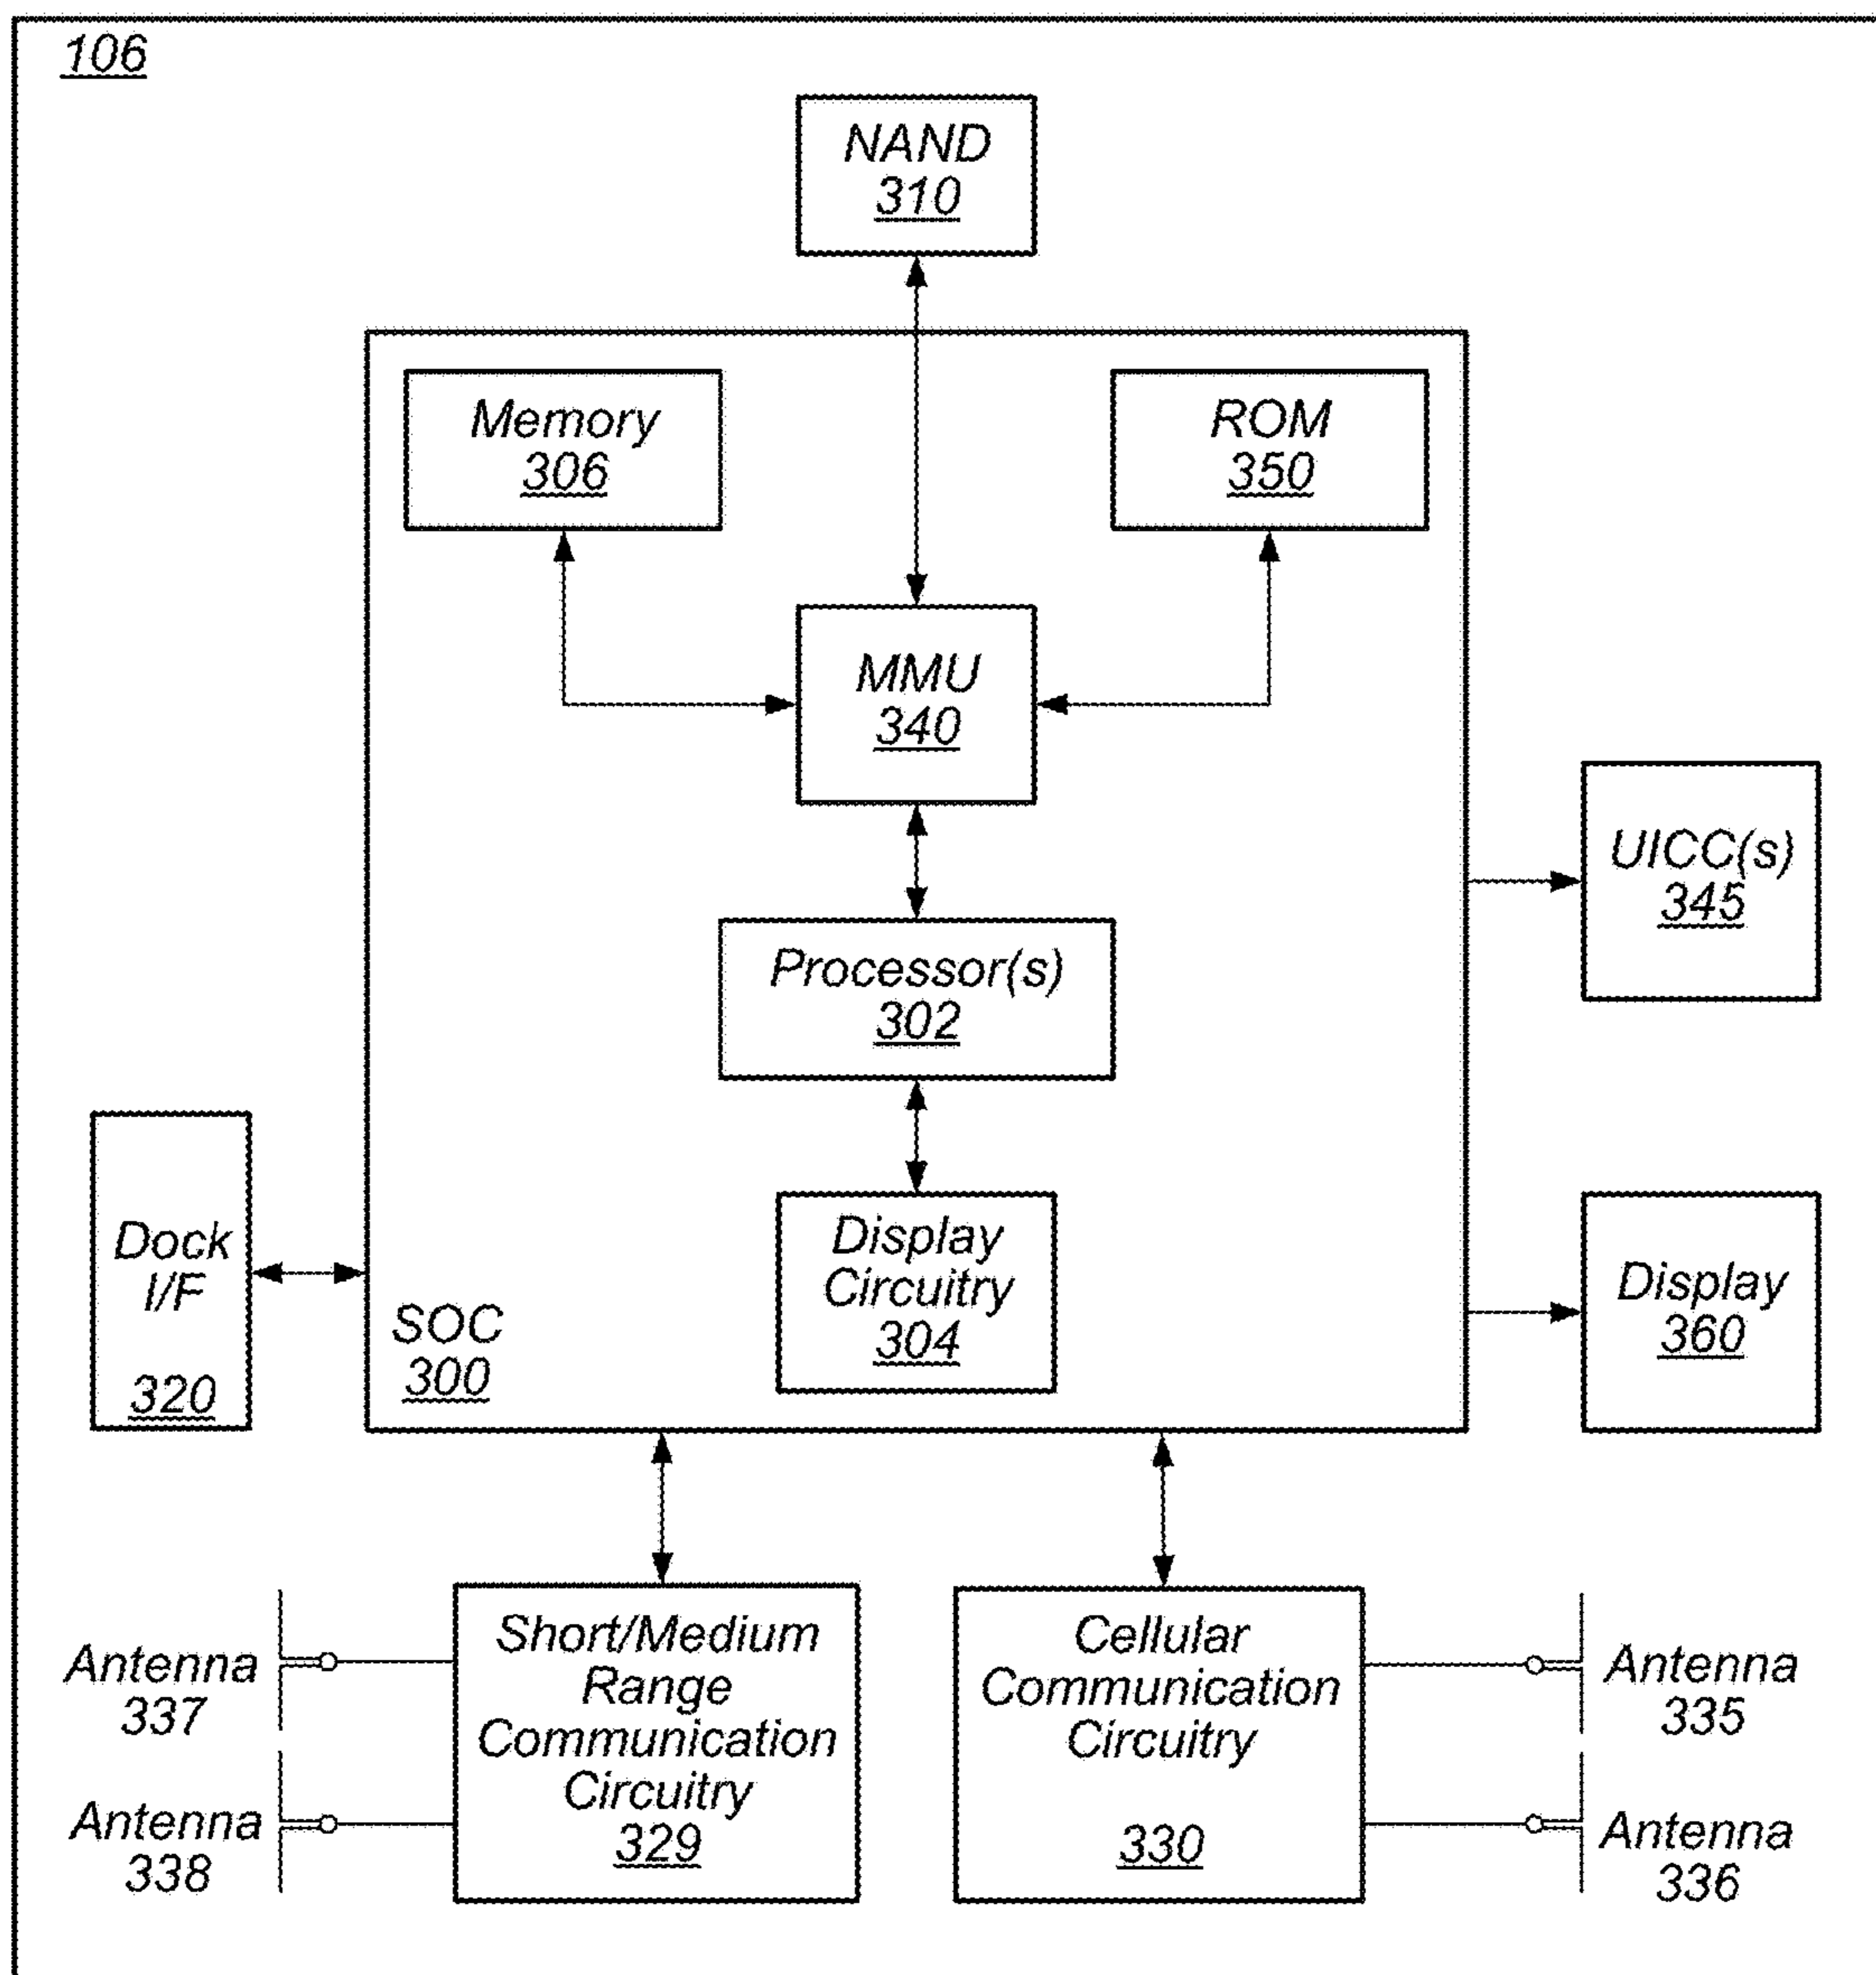 106
NAND
310
Memory
306
ROM
350
MMU
340
UICC(s)
345
Processor(s)
302
Dock
I/F
320
Display
Circuitry
304
SOC
300
Display
360
Short/Medium
Range
Communication
Circuitry
329
Cellular
Communication
Circuitry
330
Antenna
337
Antenna
338
Antenna
335
Antenna
336